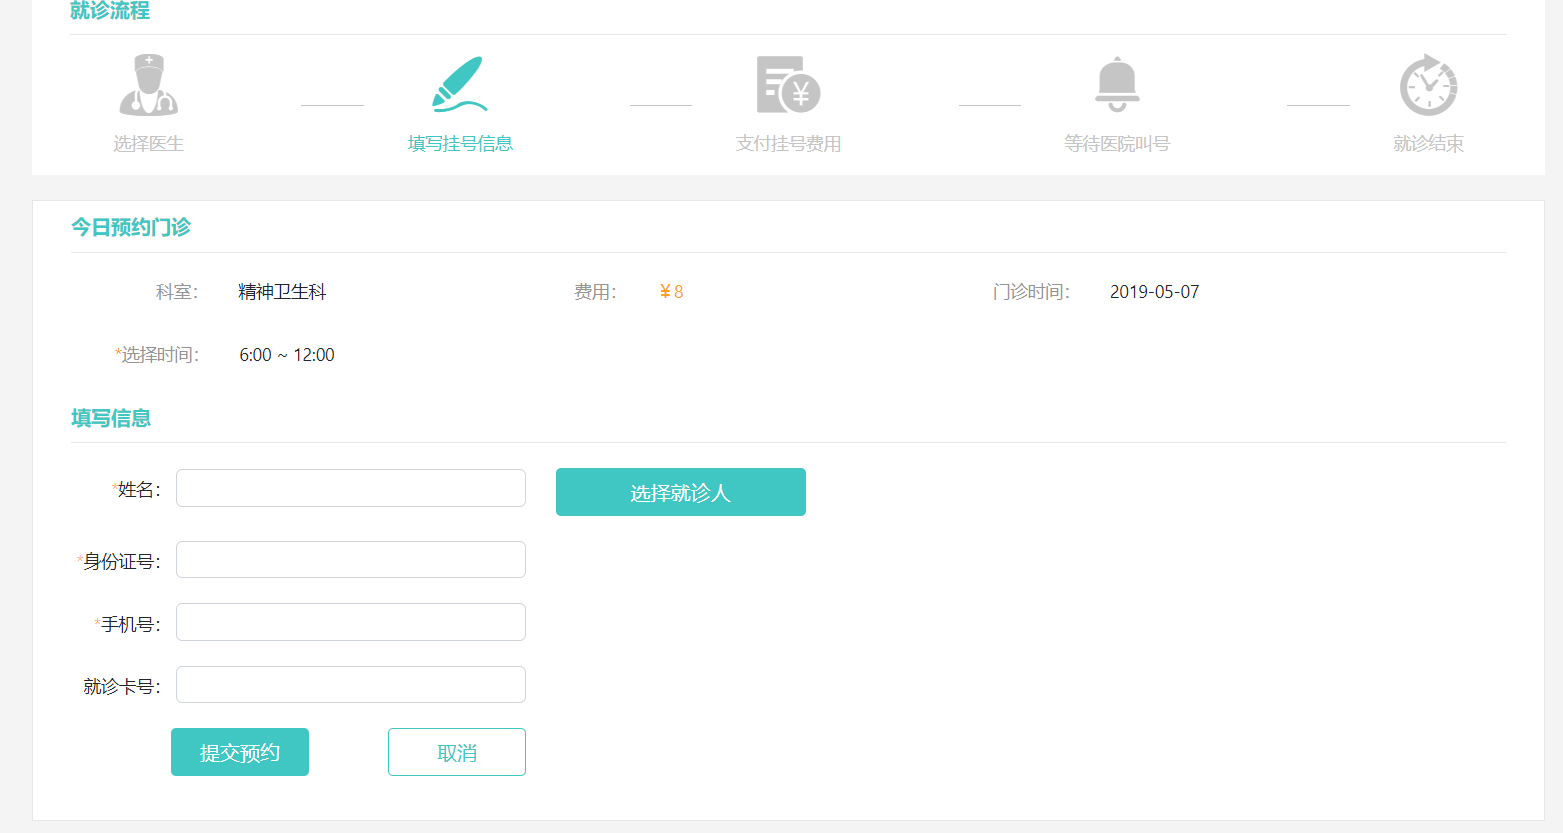 就诊流程
选择医生
填写挂号信息
支付挂号费用
等待医院叫号
就诊结束
今日预约门诊
科室： 精神卫生科 费用： ¥8 门诊时间： 2019-05-07
*选择时间： 6:00 ~ 12:00
填写信息
*姓名： 选择就诊人
*身份证号：
*手机号：
就诊卡号：
提交预约 取消